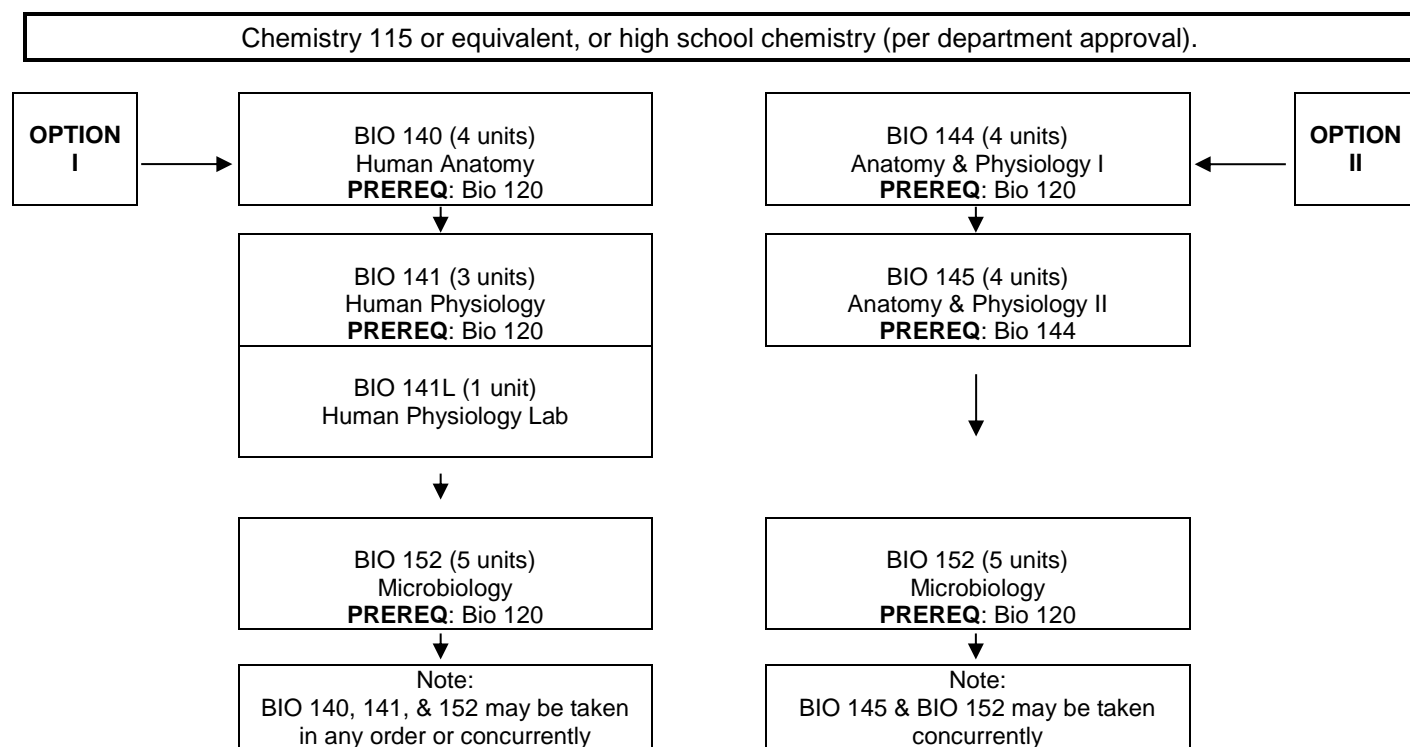 Chemistry 115 or equivalent, or high school chemistry (per department approval).
OPTION
I
BIO 140 (4 units)
Human Anatomy
PREREQ: Bio 120
BIO 141 (3 units)
Human Physiology
PREREQ: Bio 120
BIO 141L (1 unit)
Human Physiology Lab
BIO 152 (5 units)
Microbiology
PREREQ: Bio 120
Note:
BIO 140, 141, & 152 may be taken
in any order or concurrently
OPTION
II
BIO 144 (4 units)
Anatomy & Physiology I
PREREQ: Bio 120
BIO 145 (4 units)
Anatomy & Physiology II
PREREQ: Bio 144
BIO 152 (5 units)
Microbiology
PREREQ: Bio 120
Note:
BIO 145 & BIO 152 may be taken
concurrently